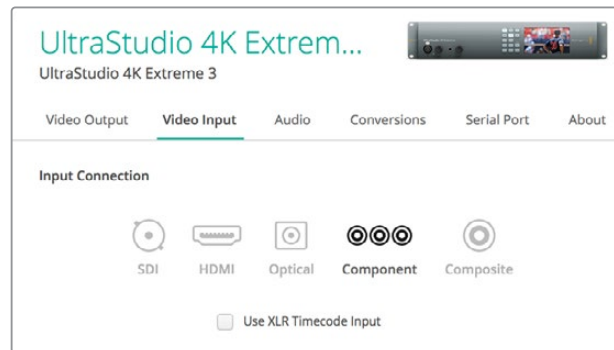 UltraStudio 4K Extrem...
UltraStudio 4K Extreme 3
Video Output Video Input Audio Conversions Serial Port About
Input Connection
SDI HDMI Optical Component Composite
Use XLR Timecode Input